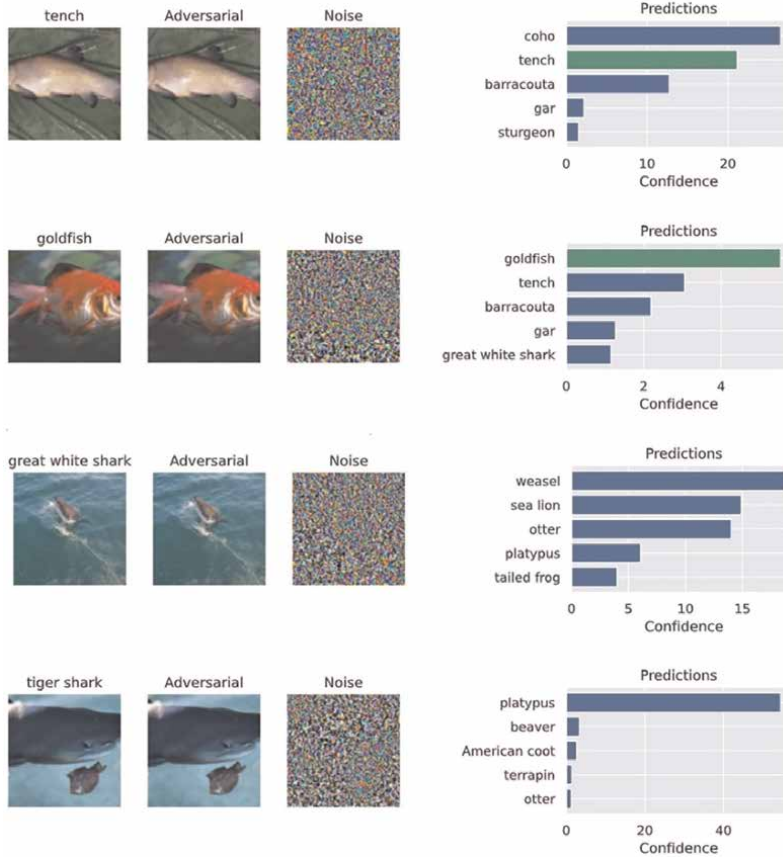 tench Adversarial Noise Predictions
coho
tench
barracouta
gar
sturgeon
0 10 20
Confidence
goldfish Adversarial Noise Predictions
goldfish
tench
barracouta
gar
great white shark
0 2 4
Confidence
great white shark Adversarial Noise Predictions
weasel
sea lion
otter
platypus
tailed frog
0 5 10 15
Confidence
tiger shark Adversarial Noise Predictions
platypus
beaver
American coot
terrapin
otter
0 20 40
Confidence